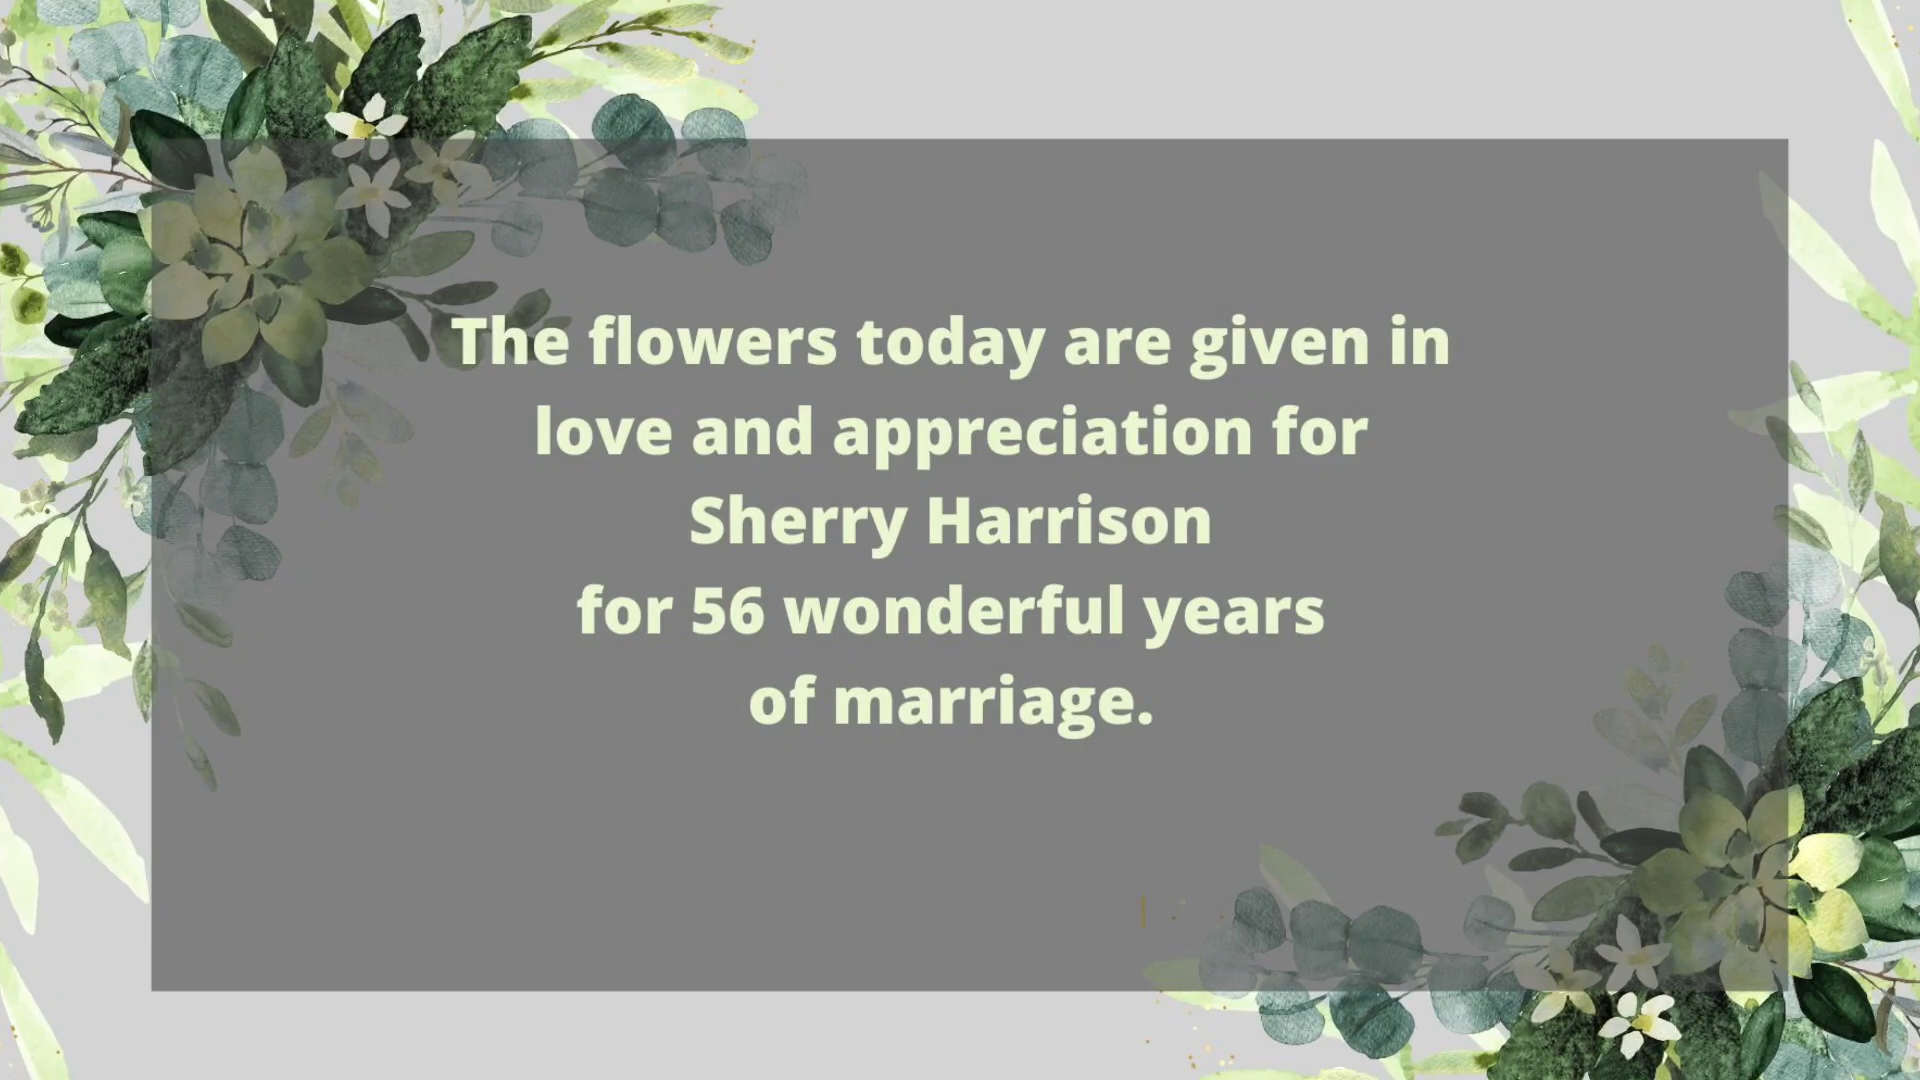 The flowers today are given in
love and appreciation for
Sherry Harrison
for 56 wonderful years
of marriage.